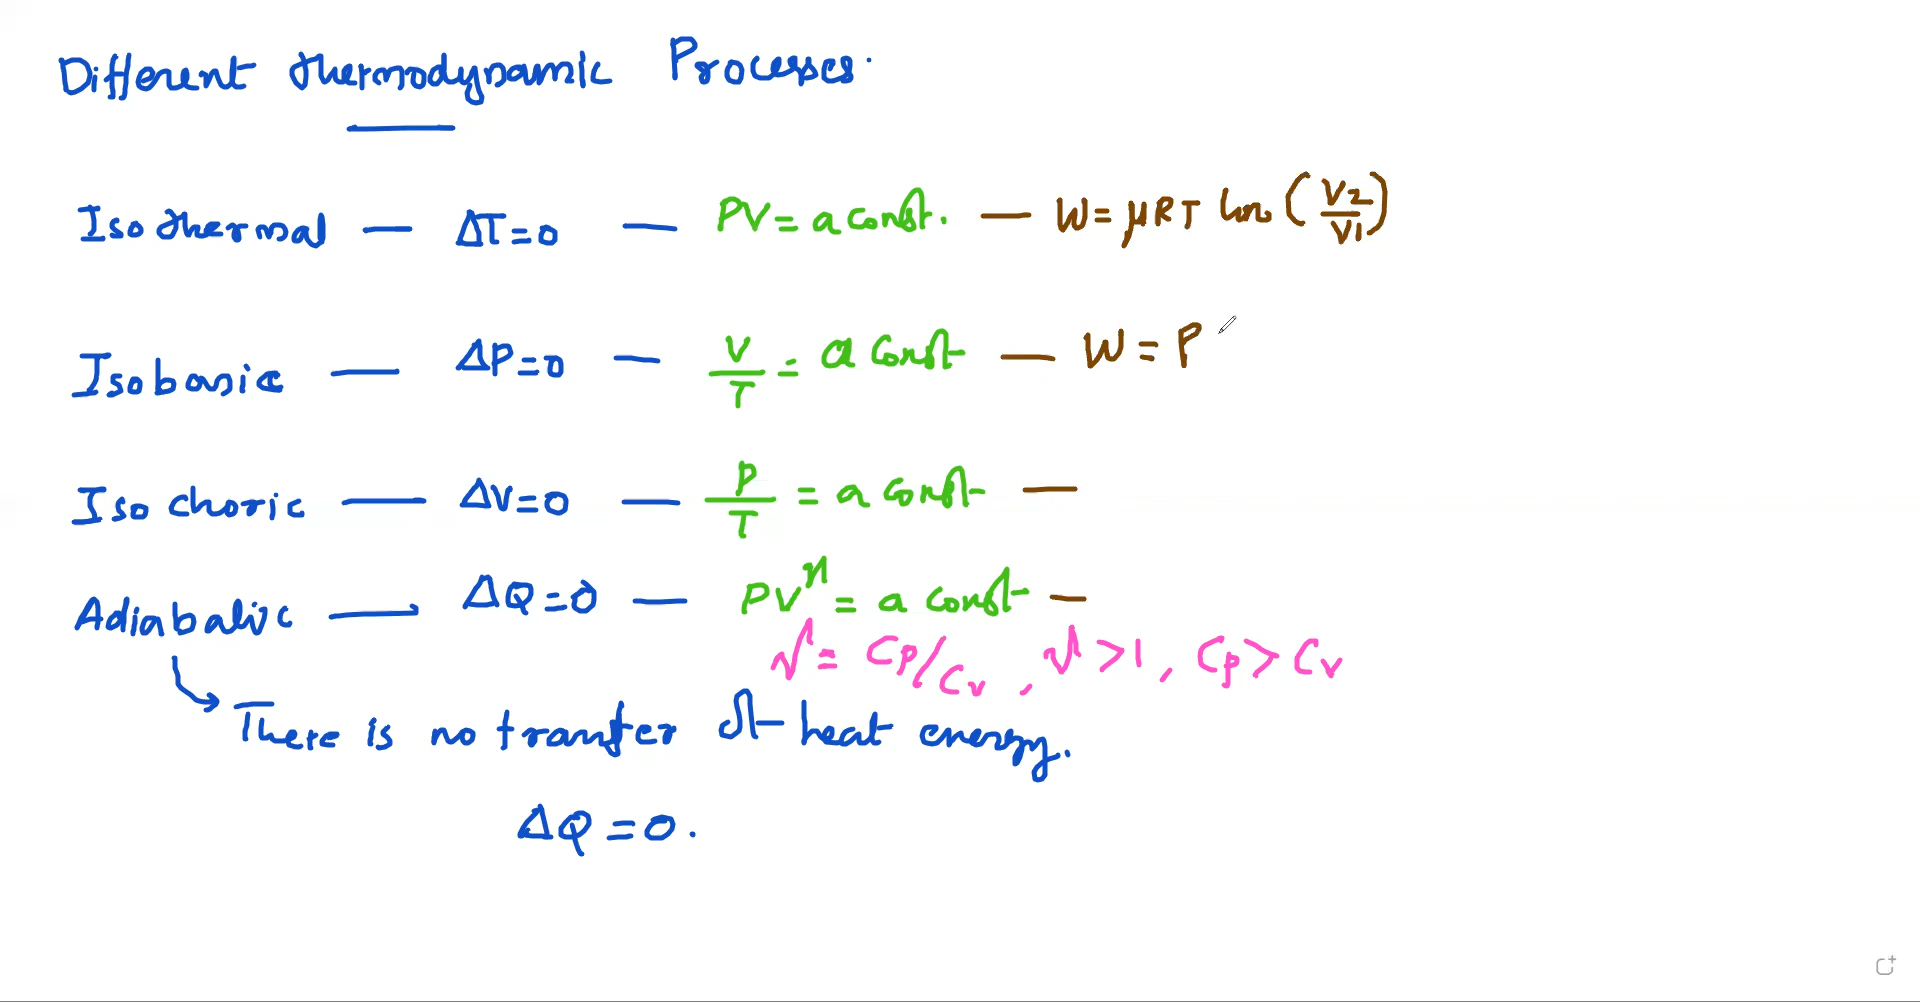 Different thermodynamic Processes.
Isothermal — ΔT=0 — PV= a const. — W= μRT ln (V2/V1)
Isobaric — ΔP=0 — V/T = a const — W = P
Isochoric — ΔV=0 — P/T = a const —
Adiabatic — ΔQ=0 — PV^γ = a const —
γ = Cp/Cv, γ>1, Cp>Cv
There is no transfer of heat energy.
ΔQ=0.